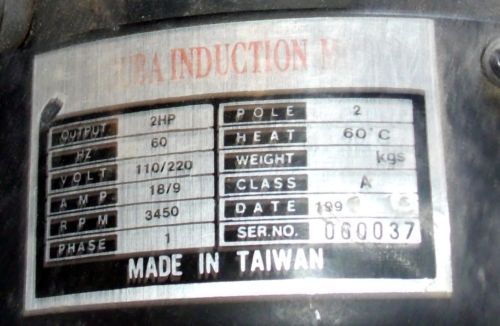 INDUCTION
OUTPUT 2HP
HZ 60
VOLT 110/220
AMP 18/9
RPM 3450
PHASE 1
POLE 2
HEAT 60°C
WEIGHT kgs
CLASS A
DATE 199
SER.NO. 060037
MADE IN TAIWAN